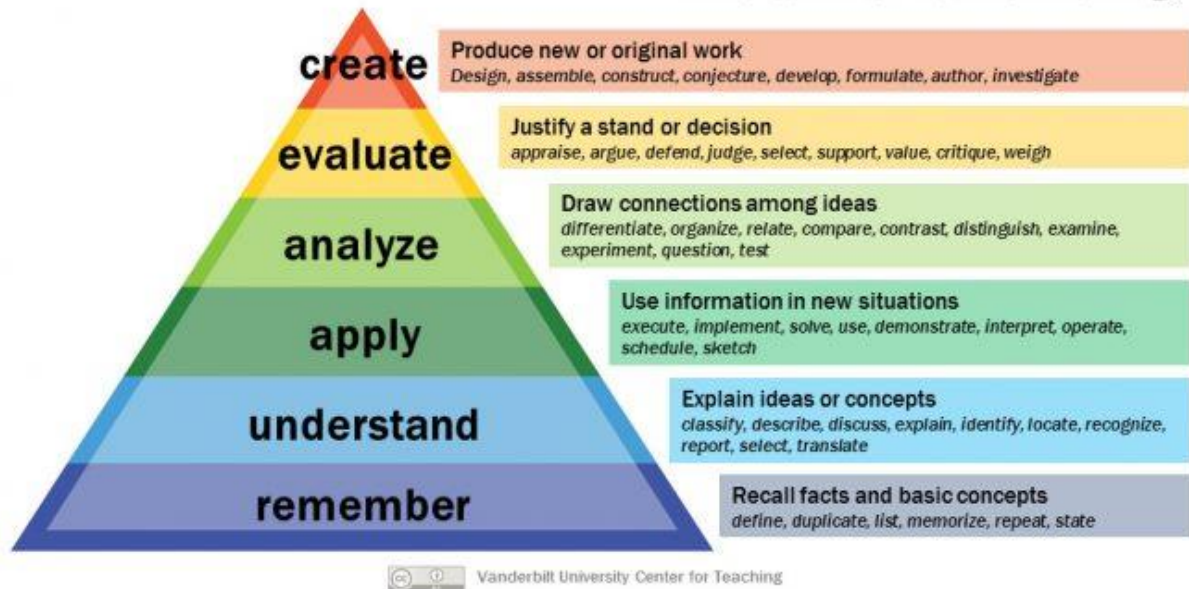 create
Produce new or original work
Design, assemble, construct, conjecture, develop, formulate, author, investigate
evaluate
Justify a stand or decision
appraise, argue, defend, judge, select, support, value, critique, weigh
analyze
Draw connections among ideas
differentiate, organize, relate, compare, contrast, distinguish, examine,
experiment, question, test
apply
Use information in new situations
execute, implement, solve, use, demonstrate, interpret, operate,
schedule, sketch
understand
Explain ideas or concepts
classify, describe, discuss, explain, identify, locate, recognize,
report, select, translate
remember
Recall facts and basic concepts
define, duplicate, list, memorize, repeat, state
cc
Vanderbilt University Center for Teaching